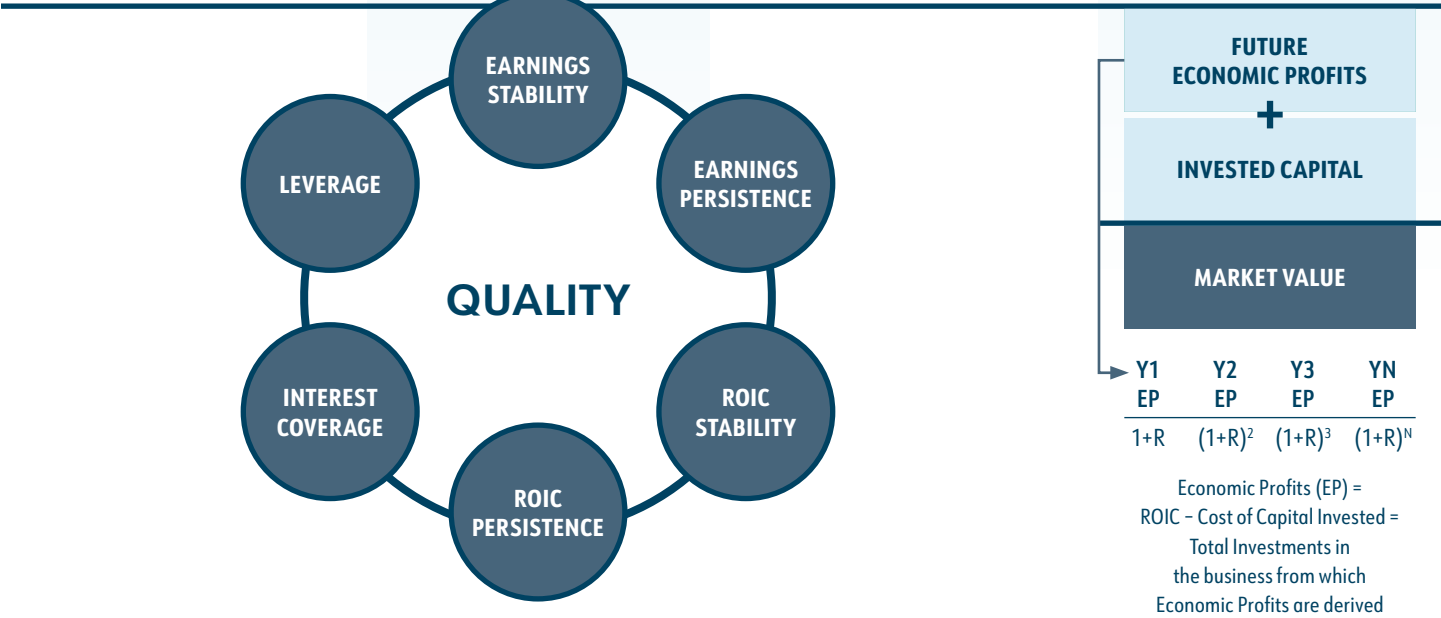 EARNINGS
STABILITY
EARNINGS
PERSISTENCE
ROIC
STABILITY
ROIC
PERSISTENCE
INTEREST
COVERAGE
LEVERAGE
QUALITY
FUTURE
ECONOMIC PROFITS
+
INVESTED CAPITAL
MARKET VALUE
Y1 Y2 Y3 YN
EP EP EP EP
1+R (1+R)² (1+R)³ (1+R)ᴺ
Economic Profits (EP) =
ROIC – Cost of Capital Invested =
Total Investments in
the business from which
Economic Profits are derived